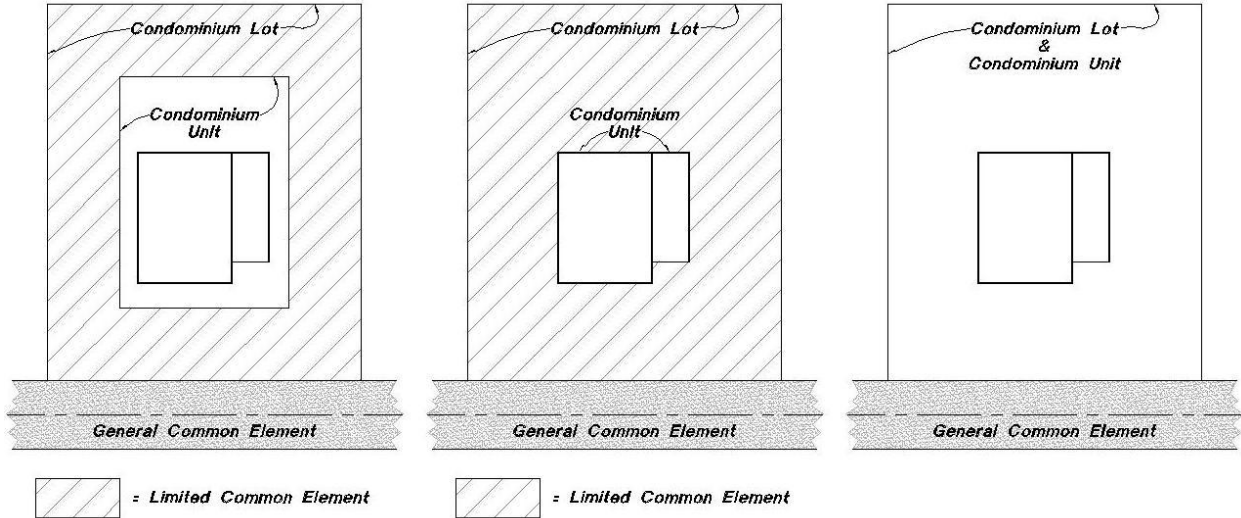 Condominium Lot
Condominium
Unit
General Common Element
= Limited Common Element
Condominium Lot
Condominium
Unit
General Common Element
= Limited Common Element
Condominium Lot
&
Condominium Unit
General Common Element